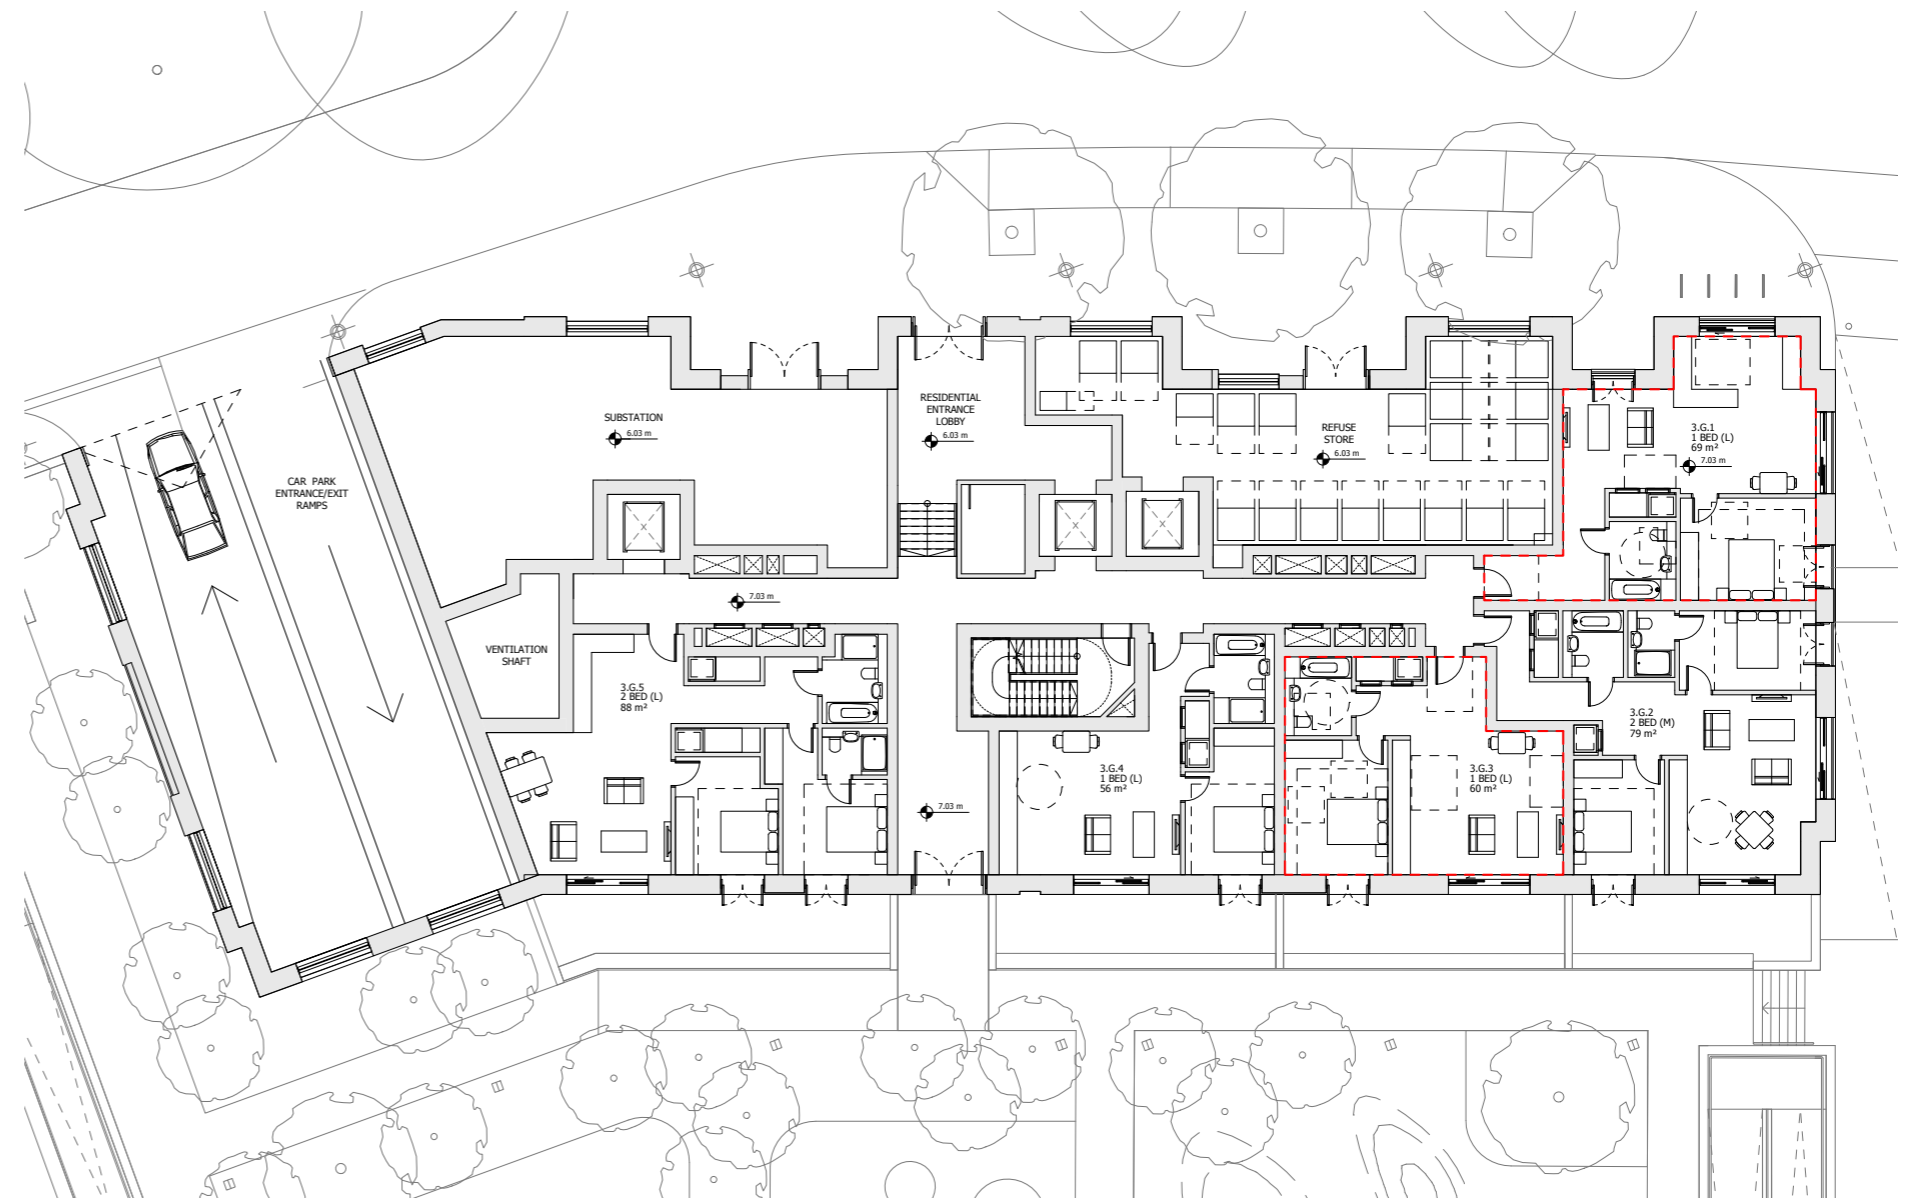 SUBSTATION
6.03 m
RESIDENTIAL
ENTRANCE
LOBBY
6.03 m
REFUSE
STORE
6.03 m
3.G.1
1 BED (L)
69 m²
7.03 m
CAR PARK
ENTRANCE/EXIT
RAMPS
7.03 m
VENTILATION
SHAFT
3.G.5
2 BED (L)
88 m²
3.G.4
1 BED (L)
56 m²
3.G.3
1 BED (L)
60 m²
3.G.2
2 BED (M)
79 m²
7.03 m